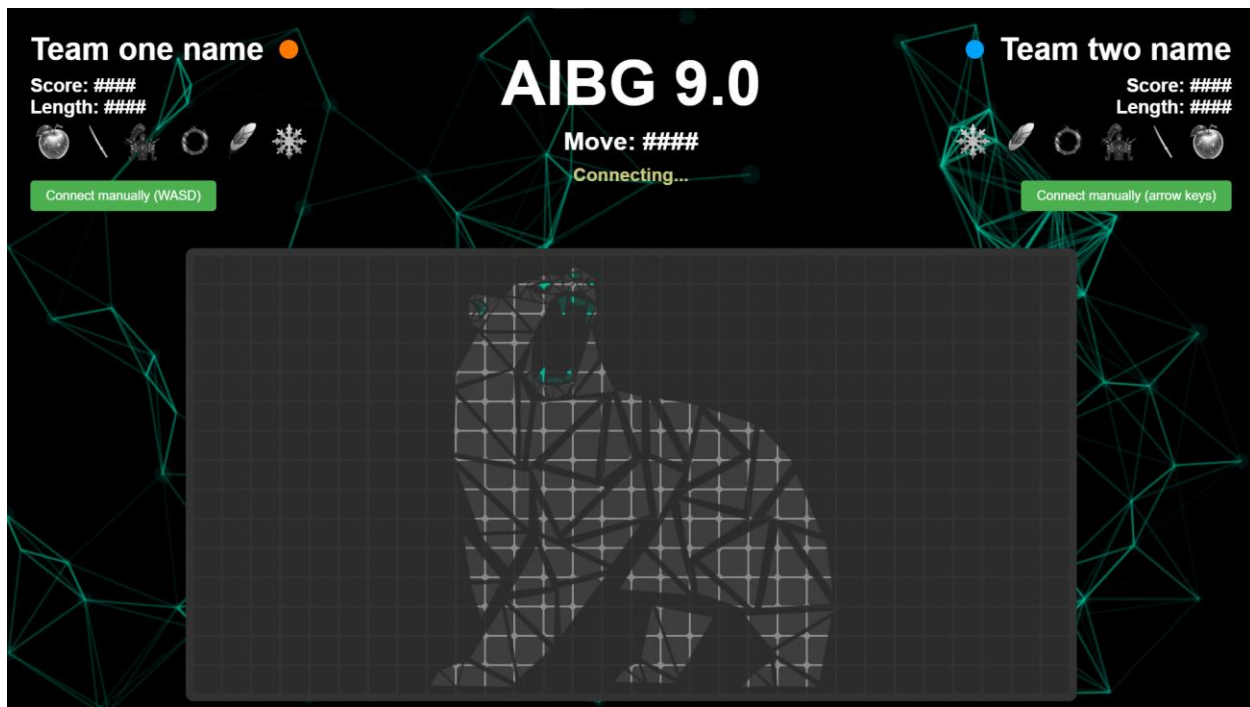 Team one name
Score: ####
Length: ####
Connect manually (WASD)
AIBG 9.0
Move: ####
Connecting...
Team two name
Score: ####
Length: ####
Connect manually (arrow keys)